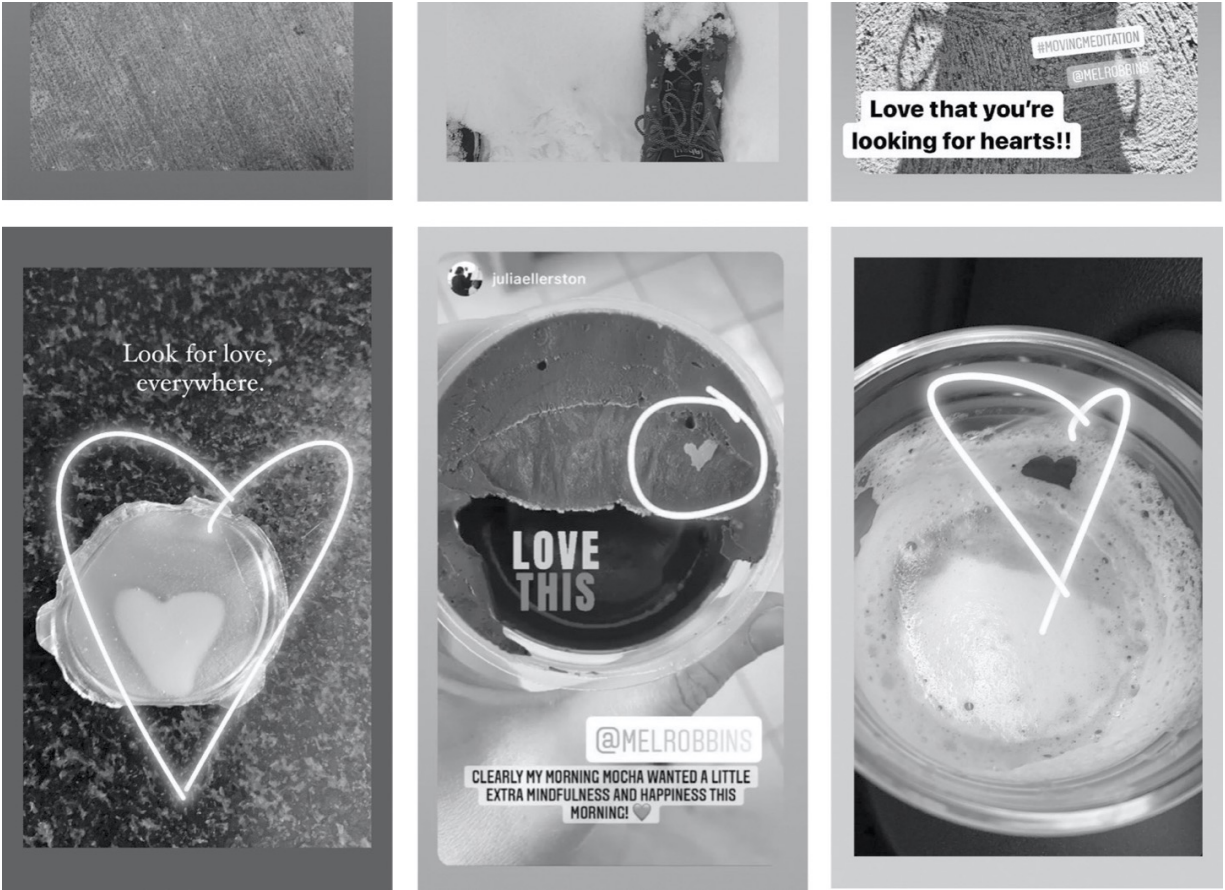 #MOVINGMEDITATION
@MELROBBINS
Love that you're
looking for hearts!!
Look for love,
everywhere.
juliaellerston
LOVE
THIS
@MELROBBINS
CLEARLY MY MORNING MOCHA WANTED A LITTLE
EXTRA MINDFULNESS AND HAPPINESS THIS
MORNING! 🤍